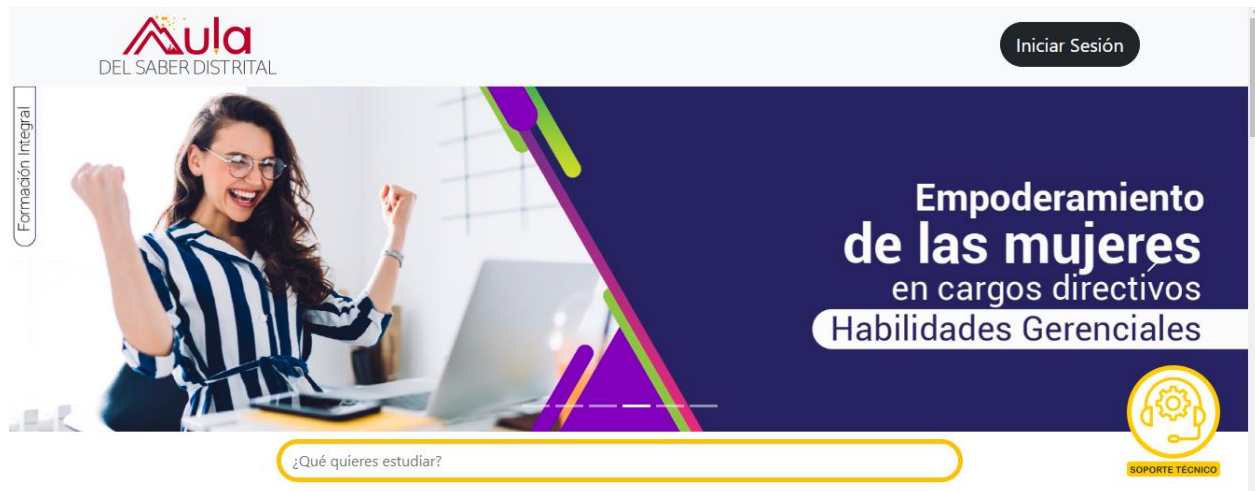 Aula
DEL SABER DISTRITAL
Iniciar Sesión
Formación Integral
Empoderamiento
de las mujeres
en cargos directivos
Habilidades Gerenciales
¿Qué quieres estudiar?
SOPORTE TÉCNICO